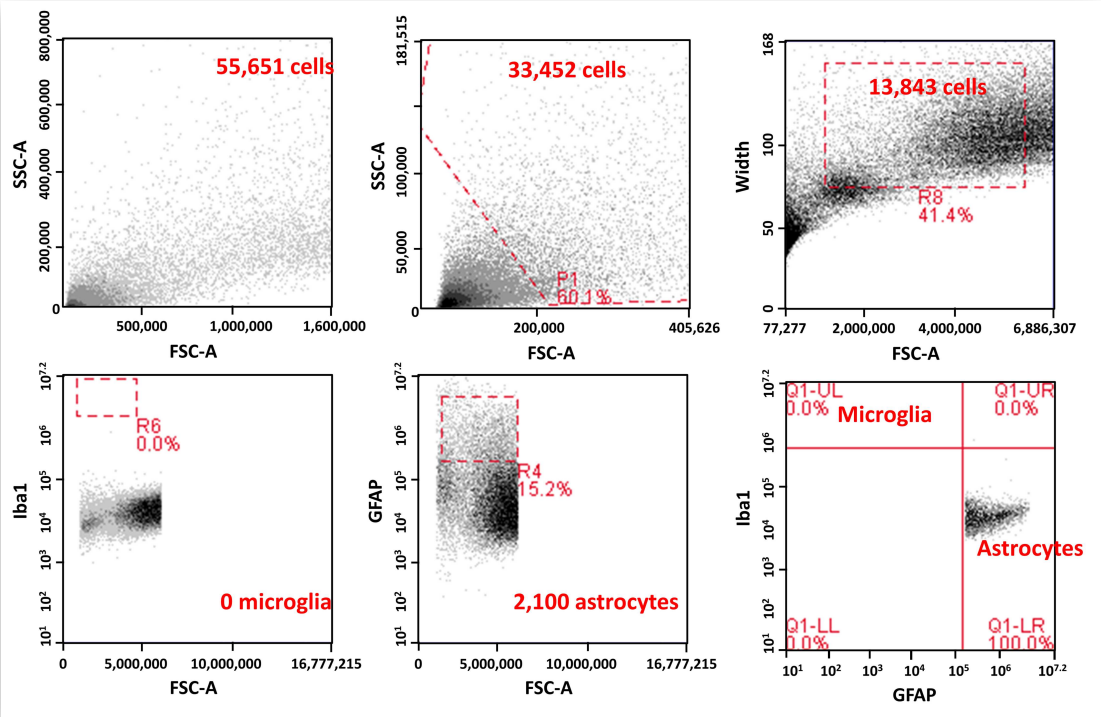 SSC-A
800,000
600,000
400,000
200,000
0
55,651 cells
500,000
1,000,000
1,600,000
FSC-A
SSC-A
181,515
100,000
50,000
0
33,452 cells
P1
60.1%
200,000
405,626
FSC-A
Width
168
100
50
0
13,843 cells
R8
41.4%
77,277
2,000,000
4,000,000
6,886,307
FSC-A
Iba1
10^7.2
10^6
10^5
10^4
10^3
10^2
10^1
R6
0.0%
0 microglia
0
5,000,000
10,000,000
16,777,215
FSC-A
GFAP
10^7.2
10^6
10^5
10^4
10^3
10^2
10^1
R4
15.2%
2,100 astrocytes
0
5,000,000
10,000,000
16,777,215
FSC-A
Iba1
10^7.2
10^6
10^5
10^4
10^3
10^2
10^1
Q1-UL
0.0%
Microglia
Q1-UR
0.0%
Astrocytes
Q1-LL
0.0%
Q1-LR
100.0%
10^1
10^2
10^3
10^4
10^5
10^6
10^7.2
GFAP